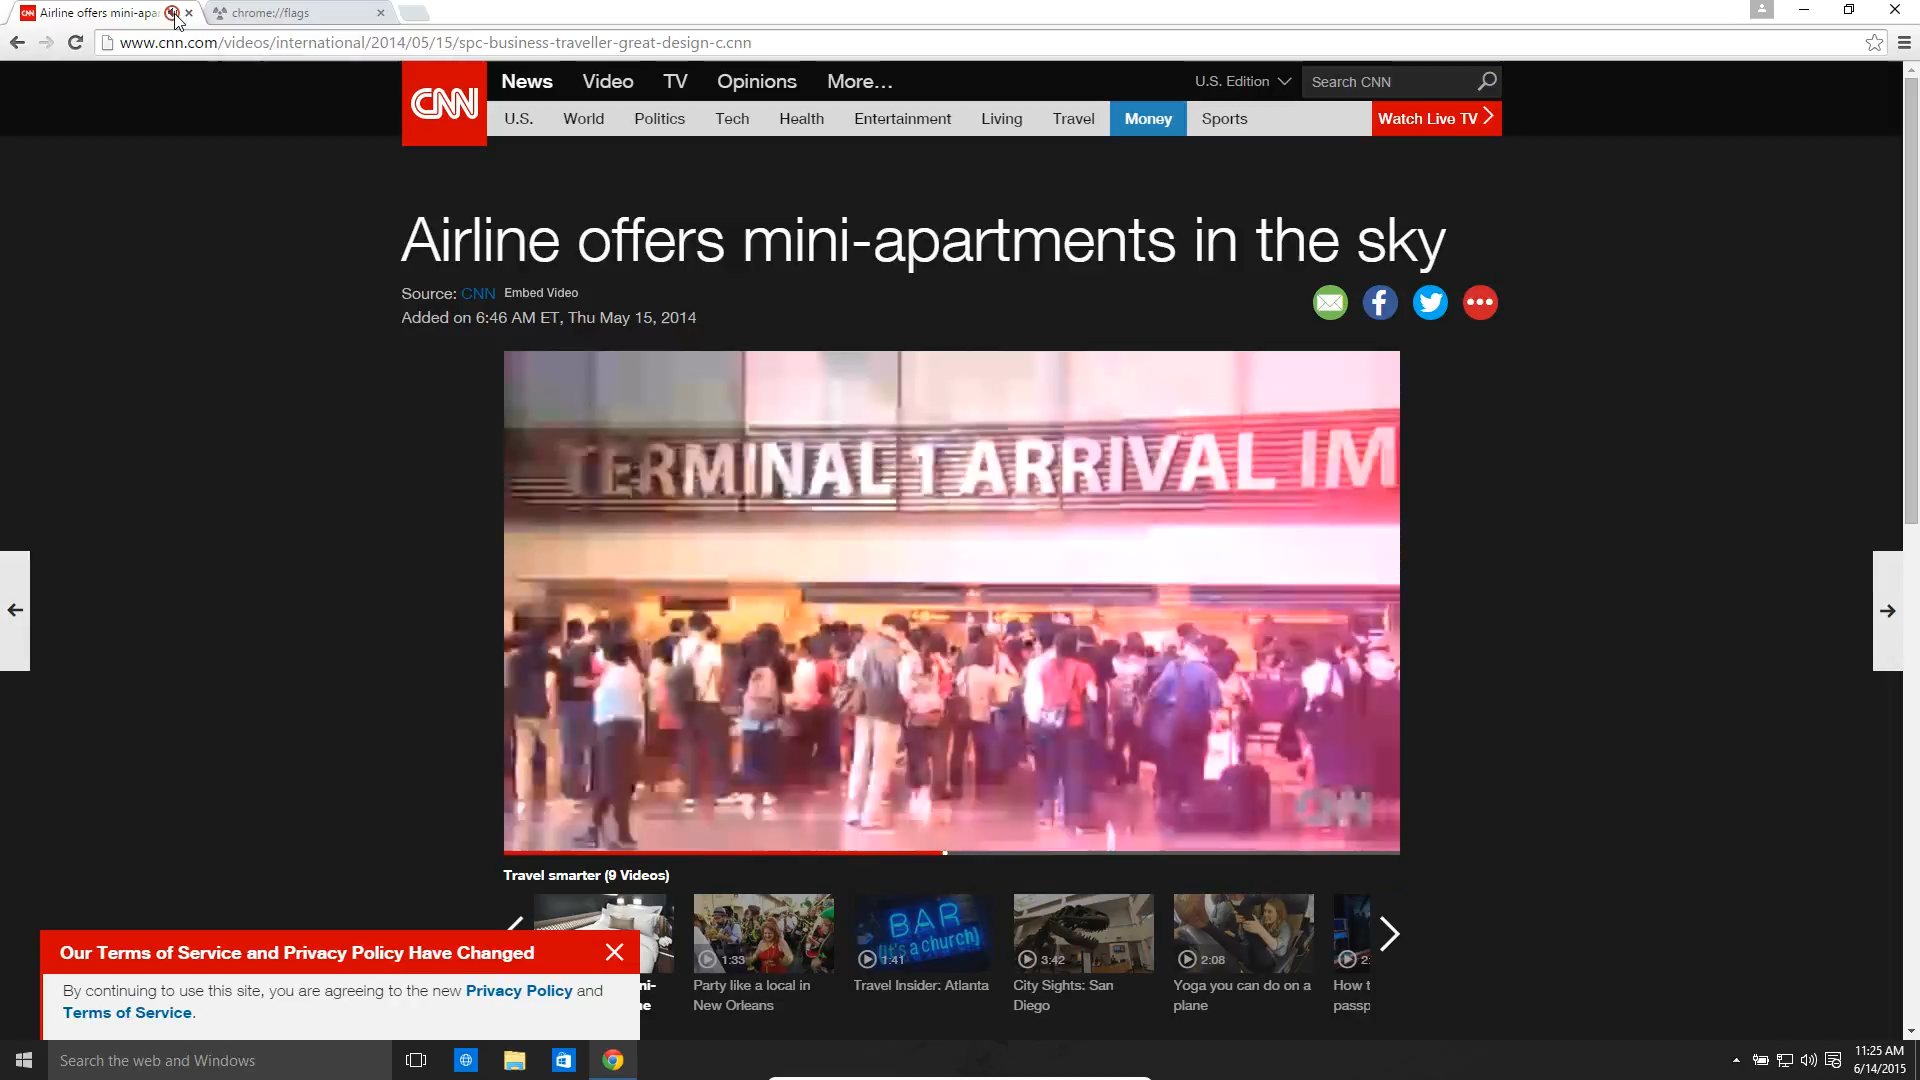 Airline offers mini-apa
chrome://flags
www.cnn.com/videos/international/2014/05/15/spc-business-traveller-great-design-c.cnn
CNN
News Video TV Opinions More...
U.S. Edition
Search CNN
U.S. World Politics Tech Health Entertainment Living Travel Money Sports
Watch Live TV
Airline offers mini-apartments in the sky
Source: CNN Embed Video
Added on 6:46 AM ET, Thu May 15, 2014
TERMINAL 1 ARRIVAL IM
CNN
Travel smarter (9 Videos)
BAR
(it's a church)
1:33
1:41
3:42
2:08
2:
ni-
ne
Party like a local in
New Orleans
Travel Insider: Atlanta
City Sights: San
Diego
Yoga you can do on a
plane
How t
passp
Our Terms of Service and Privacy Policy Have Changed
By continuing to use this site, you are agreeing to the new Privacy Policy and
Terms of Service.
Search the web and Windows
11:25 AM
6/14/2015